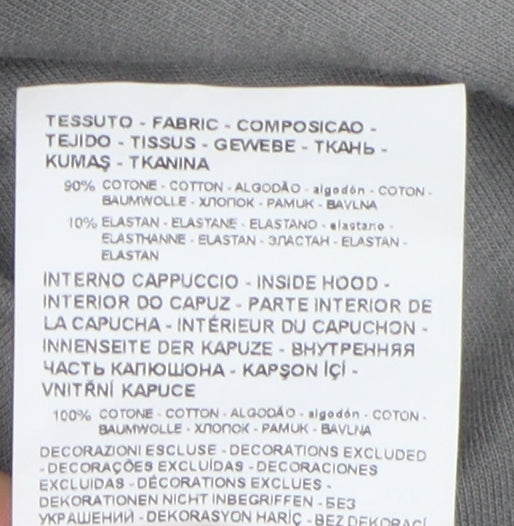 TESSUTO - FABRIC - COMPOSICAO -
TEJIDO - TISSUS - GEWEBE - ТКАНЬ -
KUMAŞ - TKANINA
90% COTONE - COTTON - ALGODÃO - algodón - COTON -
BAUMWOLLE - ХЛОПОК - PAMUK - BAVLNA
10% ELASTAN - ELASTANE - ELASTANO - elastano -
ELASTHANNE - ELASTAN - ЭЛАСТАН - ELASTAN -
ELASTAN
INTERNO CAPPUCCIO - INSIDE HOOD -
INTERIOR DO CAPUZ - PARTE INTERIOR DE
LA CAPUCHA - INTÉRIEUR DU CAPUCHON -
INNENSEITE DER KAPUZE - ВНУТРЕННЯЯ
ЧАСТЬ КАПЮШОНА - KAPŞON İÇİ -
VNITŘNÍ KAPUCE
100% COTONE - COTTON - ALGODÃO - algodón - COTON -
BAUMWOLLE - ХЛОПОК - PAMUK - BAVLNA
DECORAZIONI ESCLUSE - DECORATIONS EXCLUDED
- DECORAÇÕES EXCLUÍDAS - DECORACIONES
EXCLUIDAS - DÉCORATIONS EXCLUES -
DEKORATIONEN NICHT INBEGRIFFEN - БЕЗ
УКРАШЕНИЙ - DEKORASYON HARİÇ - BEZ DEKORACÍ